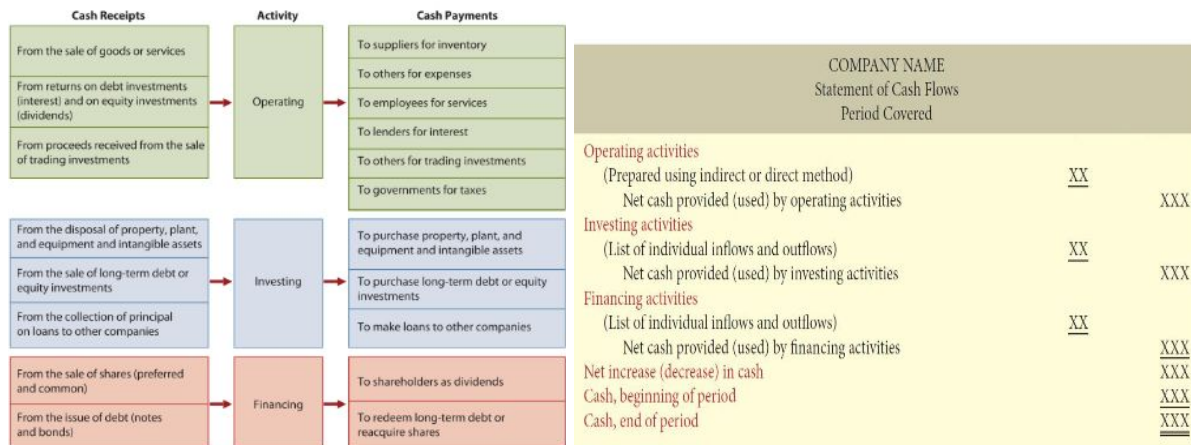 Cash Receipts
Activity
Cash Payments
From the sale of goods or services
From returns on debt investments
(interest) and on equity investments
(dividends)
From proceeds received from the sale
of trading investments
Operating
To suppliers for inventory
To others for expenses
To employees for services
To lenders for interest
To others for trading investments
To governments for taxes
From the disposal of property, plant,
and equipment and intangible assets
From the sale of long-term debt or
equity investments
From the collection of principal
on loans to other companies
Investing
To purchase property, plant, and
equipment and intangible assets
To purchase long-term debt or equity
investments
To make loans to other companies
From the sale of shares (preferred
and common)
From the issue of debt (notes
and bonds)
Financing
To shareholders as dividends
To redeem long-term debt or
reacquire shares
COMPANY NAME
Statement of Cash Flows
Period Covered
Operating activities
(Prepared using indirect or direct method) XX
Net cash provided (used) by operating activities XXX
Investing activities
(List of individual inflows and outflows) XX
Net cash provided (used) by investing activities XXX
Financing activities
(List of individual inflows and outflows) XX
Net cash provided (used) by financing activities XXX
Net increase (decrease) in cash XXX
Cash, beginning of period XXX
Cash, end of period XXX